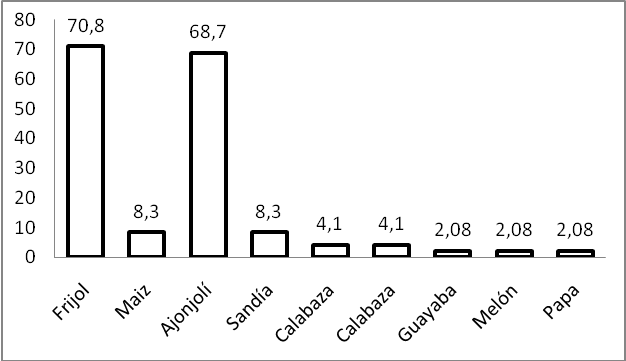 80
70
60
50
40
30
20
10
0
70,8
8,3
68,7
8,3
4,1
4,1
2,08
2,08
2,08
Frijol
Maiz
Ajonjolí
Sandía
Calabaza
Calabaza
Guayaba
Melón
Papa